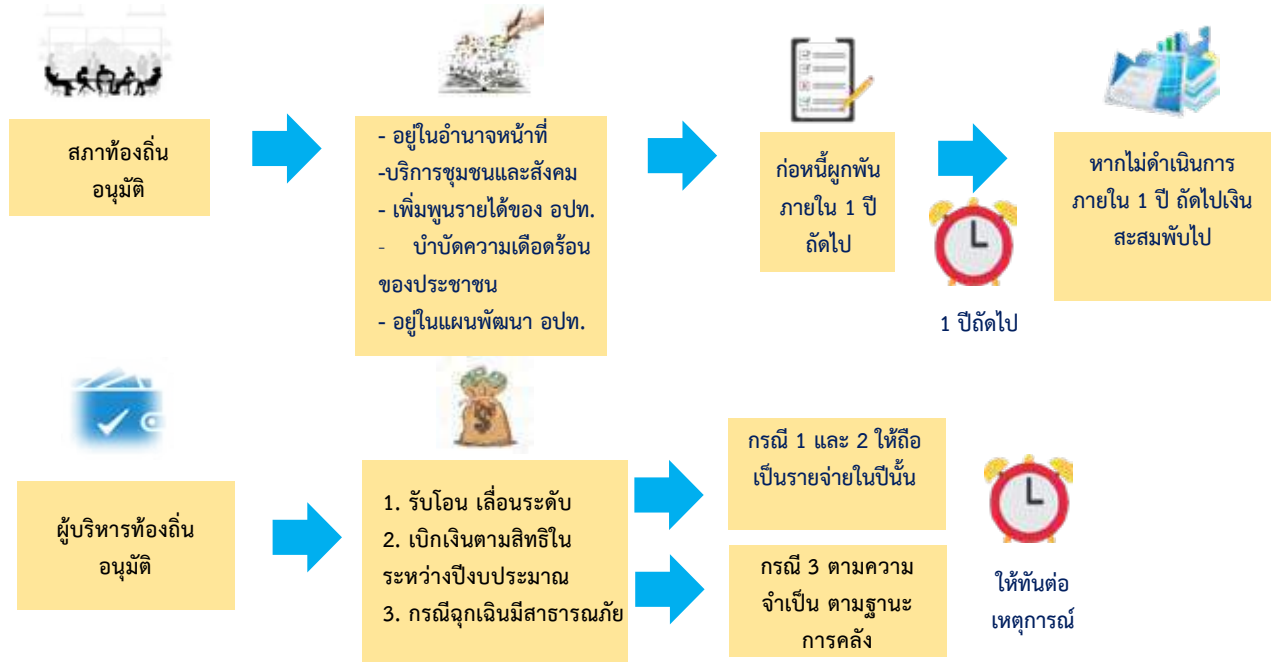 สภาท้องถิ่น
อนุมัติ
- อยู่ในอำนาจหน้าที่
-บริการชุมชนและสังคม
- เพิ่มพูนรายได้ของ อปท.
- บำบัดความเดือดร้อน
ของประชาชน
- อยู่ในแผนพัฒนา อปท.
ก่อหนี้ผูกพัน
ภายใน 1 ปี
ถัดไป
1 ปีถัดไป
หากไม่ดำเนินการ
ภายใน 1 ปี ถัดไปเงิน
สะสมพับไป
ผู้บริหารท้องถิ่น
อนุมัติ
1. รับโอน เลื่อนระดับ
2. เบิกเงินตามสิทธิใน
ระหว่างปีงบประมาณ
3. กรณีฉุกเฉินมีสาธารณภัย
กรณี 1 และ 2 ให้ถือ
เป็นรายจ่ายในปีนั้น
กรณี 3 ตามความ
จำเป็น ตามฐานะ
การคลัง
ให้ทันต่อ
เหตุการณ์